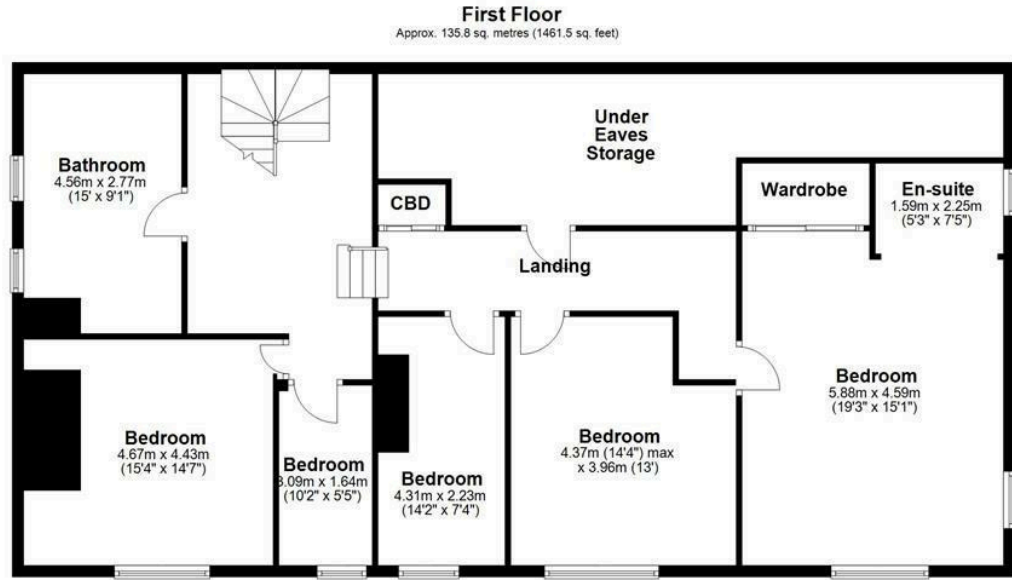 First Floor
Approx. 135.8 sq. metres (1461.5 sq. feet)
Under
Eaves
Storage
Bathroom
4.56m x 2.77m
(15' x 9'1")
CBD
Wardrobe
En-suite
1.59m x 2.25m
(5'3" x 7'5")
Landing
Bedroom
5.88m x 4.59m
(19'3" x 15'1")
Bedroom
4.67m x 4.43m
(15'4" x 14'7")
Bedroom
3.09m x 1.64m
(10'2" x 5'5")
Bedroom
4.31m x 2.23m
(14'2" x 7'4")
Bedroom
4.37m (14'4") max
x 3.96m (13')